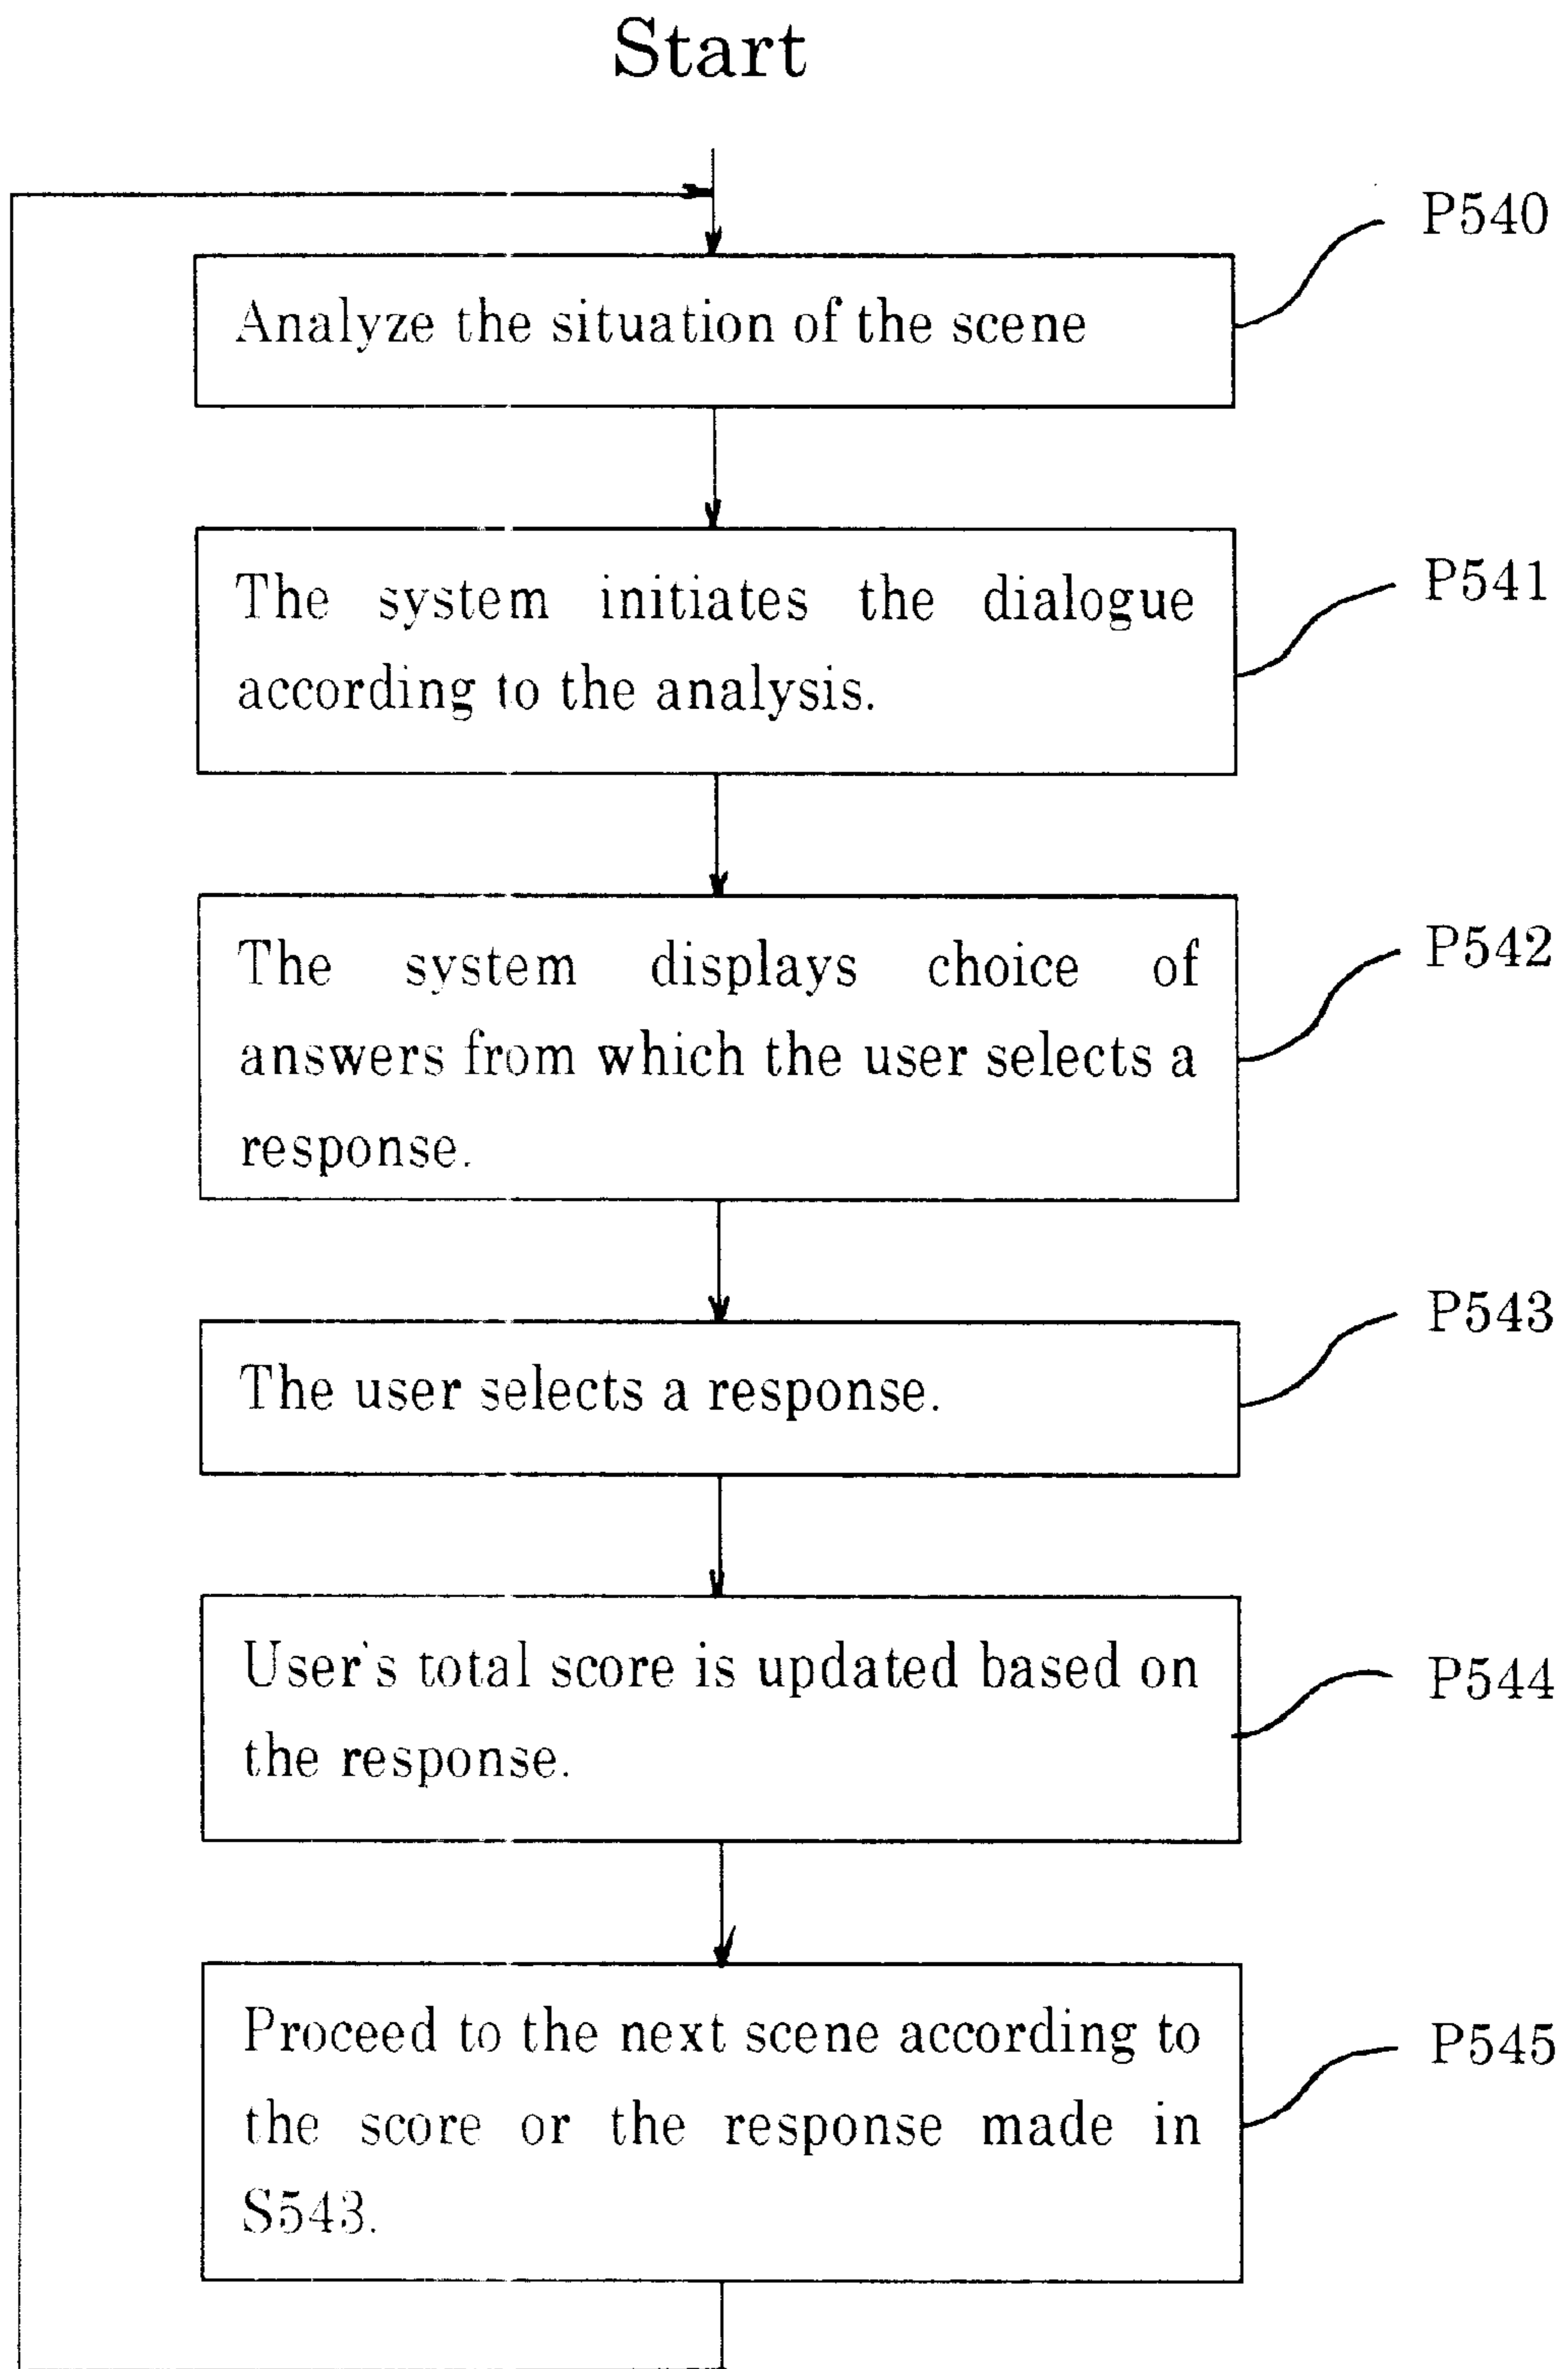 Start
P540
Analyze the situation of the scene
P541
The system initiates the dialogue
according to the analysis.
P542
The system displays choice of
answers from which the user selects a
response.
P543
The user selects a response.
P544
User's total score is updated based on
the response.
P545
Proceed to the next scene according to
the score or the response made in
S543.